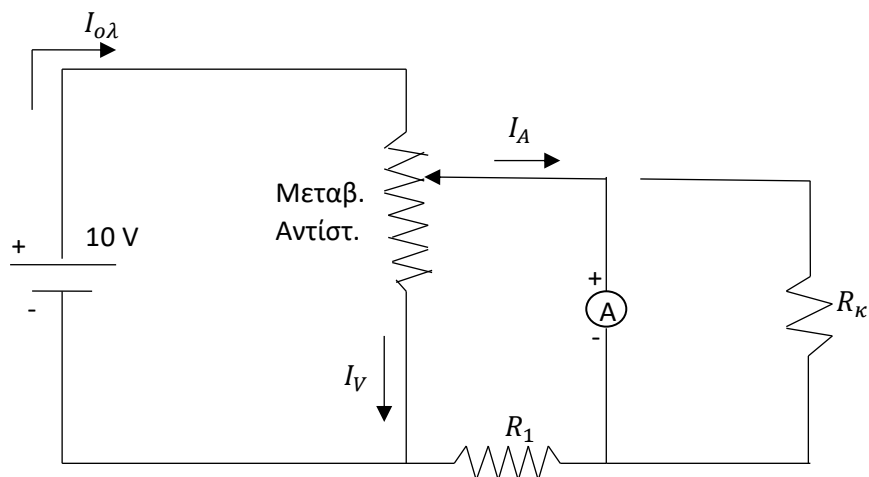 I_{ολ}
I_A
Μεταβ.
Αντίστ.
+ 10 V
-
+
A
-
R_κ
I_V
R_1